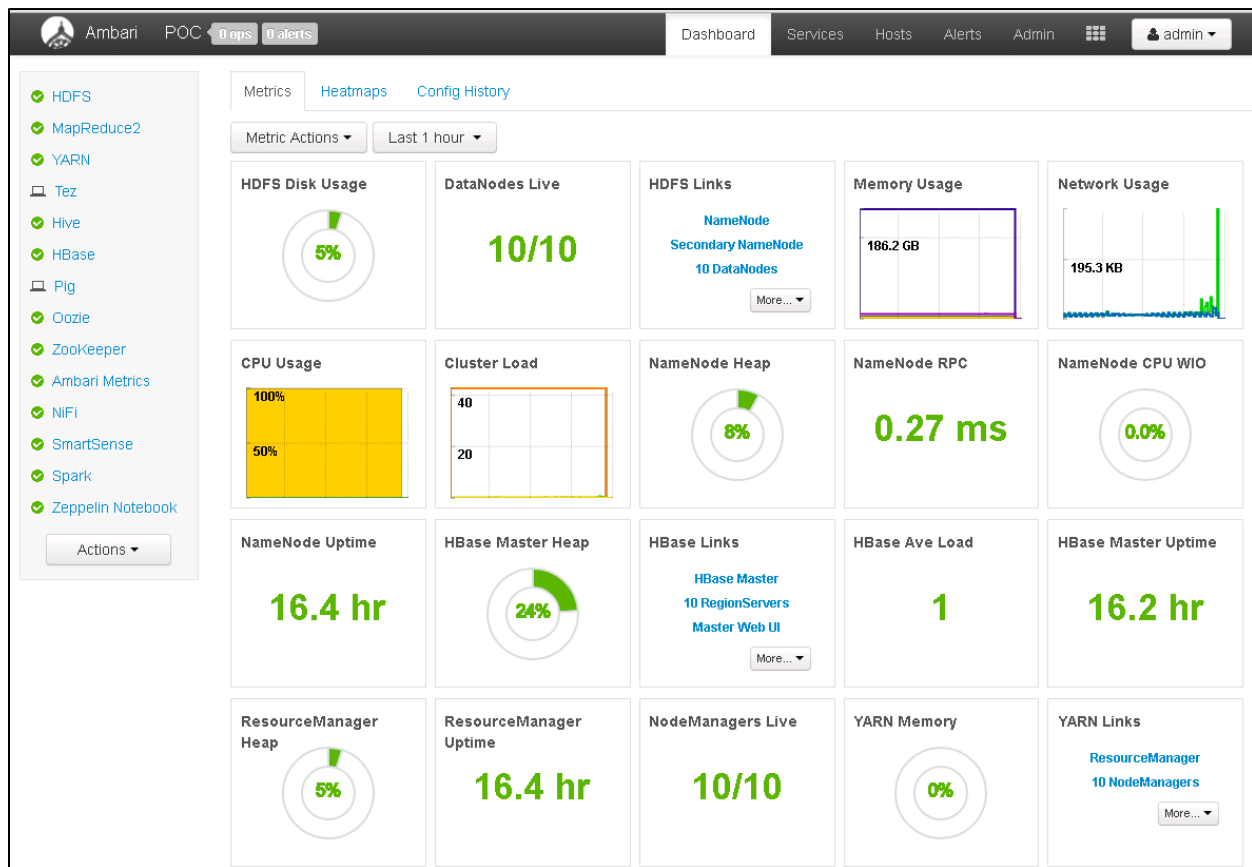 Ambari POC 0 ops 0 alerts Dashboard Services Hosts Alerts Admin admin
HDFS
MapReduce2
YARN
Tez
Hive
HBase
Pig
Oozie
ZooKeeper
Ambari Metrics
NiFi
SmartSense
Spark
Zeppelin Notebook
Actions
Metrics Heatmaps Config History
Metric Actions Last 1 hour
HDFS Disk Usage
5%
DataNodes Live
10/10
HDFS Links
NameNode
Secondary NameNode
10 DataNodes
More...
Memory Usage
186.2 GB
Network Usage
195.3 KB
CPU Usage
100%
50%
Cluster Load
40
20
NameNode Heap
8%
NameNode RPC
0.27 ms
NameNode CPU WIO
0.0%
NameNode Uptime
16.4 hr
HBase Master Heap
24%
HBase Links
HBase Master
10 RegionServers
Master Web UI
More...
HBase Ave Load
1
HBase Master Uptime
16.2 hr
ResourceManager
Heap
5%
ResourceManager
Uptime
16.4 hr
NodeManagers Live
10/10
YARN Memory
0%
YARN Links
ResourceManager
10 NodeManagers
More...